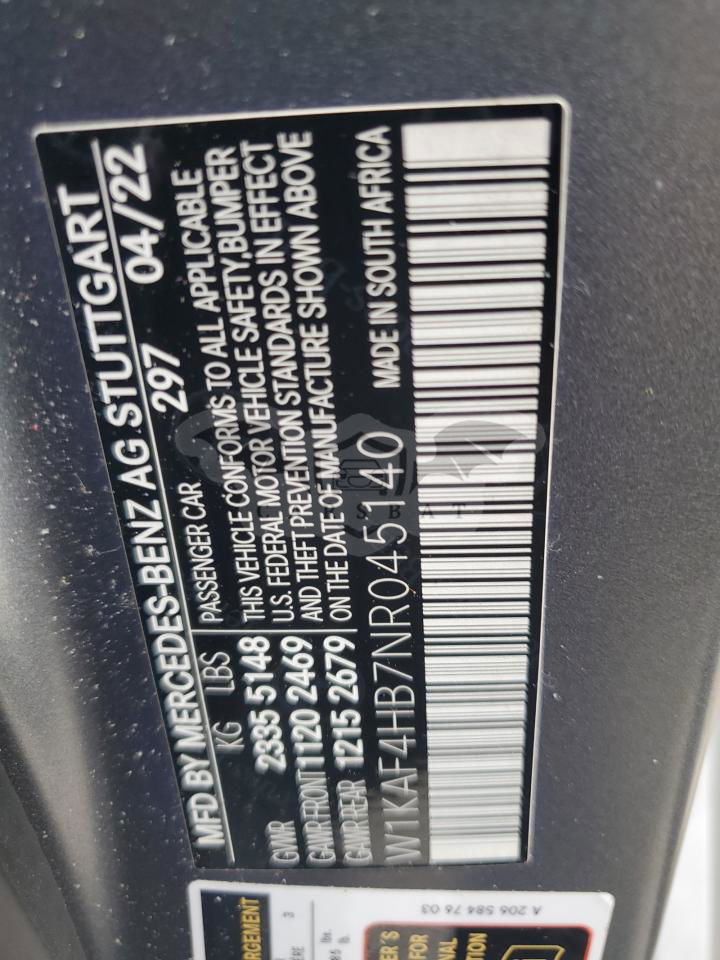 MFD BY MERCEDES-BENZ AG STUTTGART
297 04/22
KG LBS PASSENGER CAR
GVWR 2335 5148 THIS VEHICLE CONFORMS TO ALL APPLICABLE
U.S. FEDERAL MOTOR VEHICLE SAFETY,BUMPER
GAWR-FRONT 1120 2469 AND THEFT PREVENTION STANDARDS IN EFFECT
GAWR-REAR 1215 2679 ON THE DATE OF MANUFACTURE SHOWN ABOVE
W1KAF4HB7NR045140 MADE IN SOUTH AFRICA
A 206 584 76 03
3
lbs.
'S
FOR